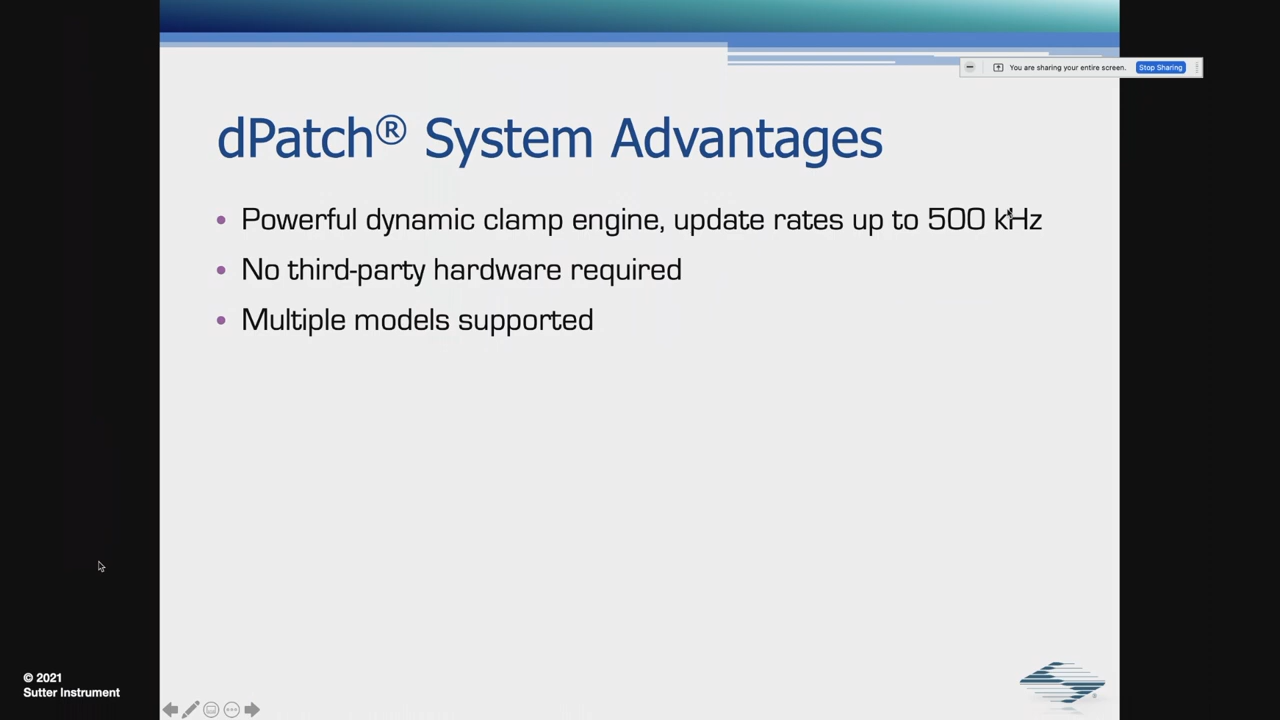 You are sharing your entire screen. Stop Sharing
dPatch® System Advantages
• Powerful dynamic clamp engine, update rates up to 500 kHz
• No third-party hardware required
• Multiple models supported
© 2021
Sutter Instrument